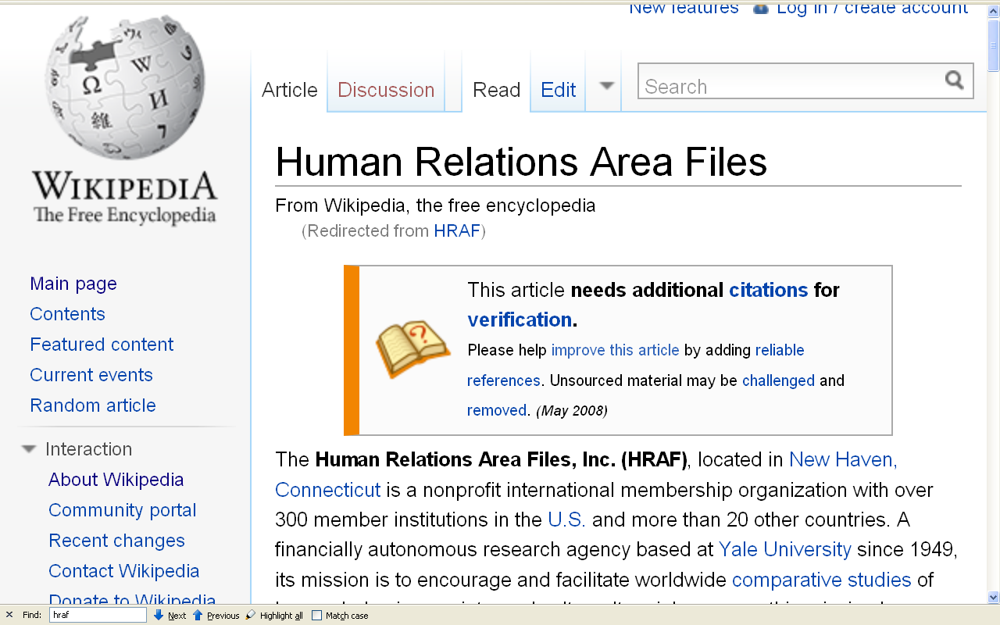 New features Log in / create account
Article Discussion Read Edit Search
WIKIPEDIA
The Free Encyclopedia
Main page
Contents
Featured content
Current events
Random article
Interaction
About Wikipedia
Community portal
Recent changes
Contact Wikipedia
Donate to Wikipedia
Human Relations Area Files
From Wikipedia, the free encyclopedia
(Redirected from HRAF)
This article needs additional citations for
verification.
Please help improve this article by adding reliable
references. Unsourced material may be challenged and
removed. (May 2008)
The Human Relations Area Files, Inc. (HRAF), located in New Haven,
Connecticut is a nonprofit international membership organization with over
300 member institutions in the U.S. and more than 20 other countries. A
financially autonomous research agency based at Yale University since 1949,
its mission is to encourage and facilitate worldwide comparative studies of
Find: hraf Next Previous Highlight all Match case